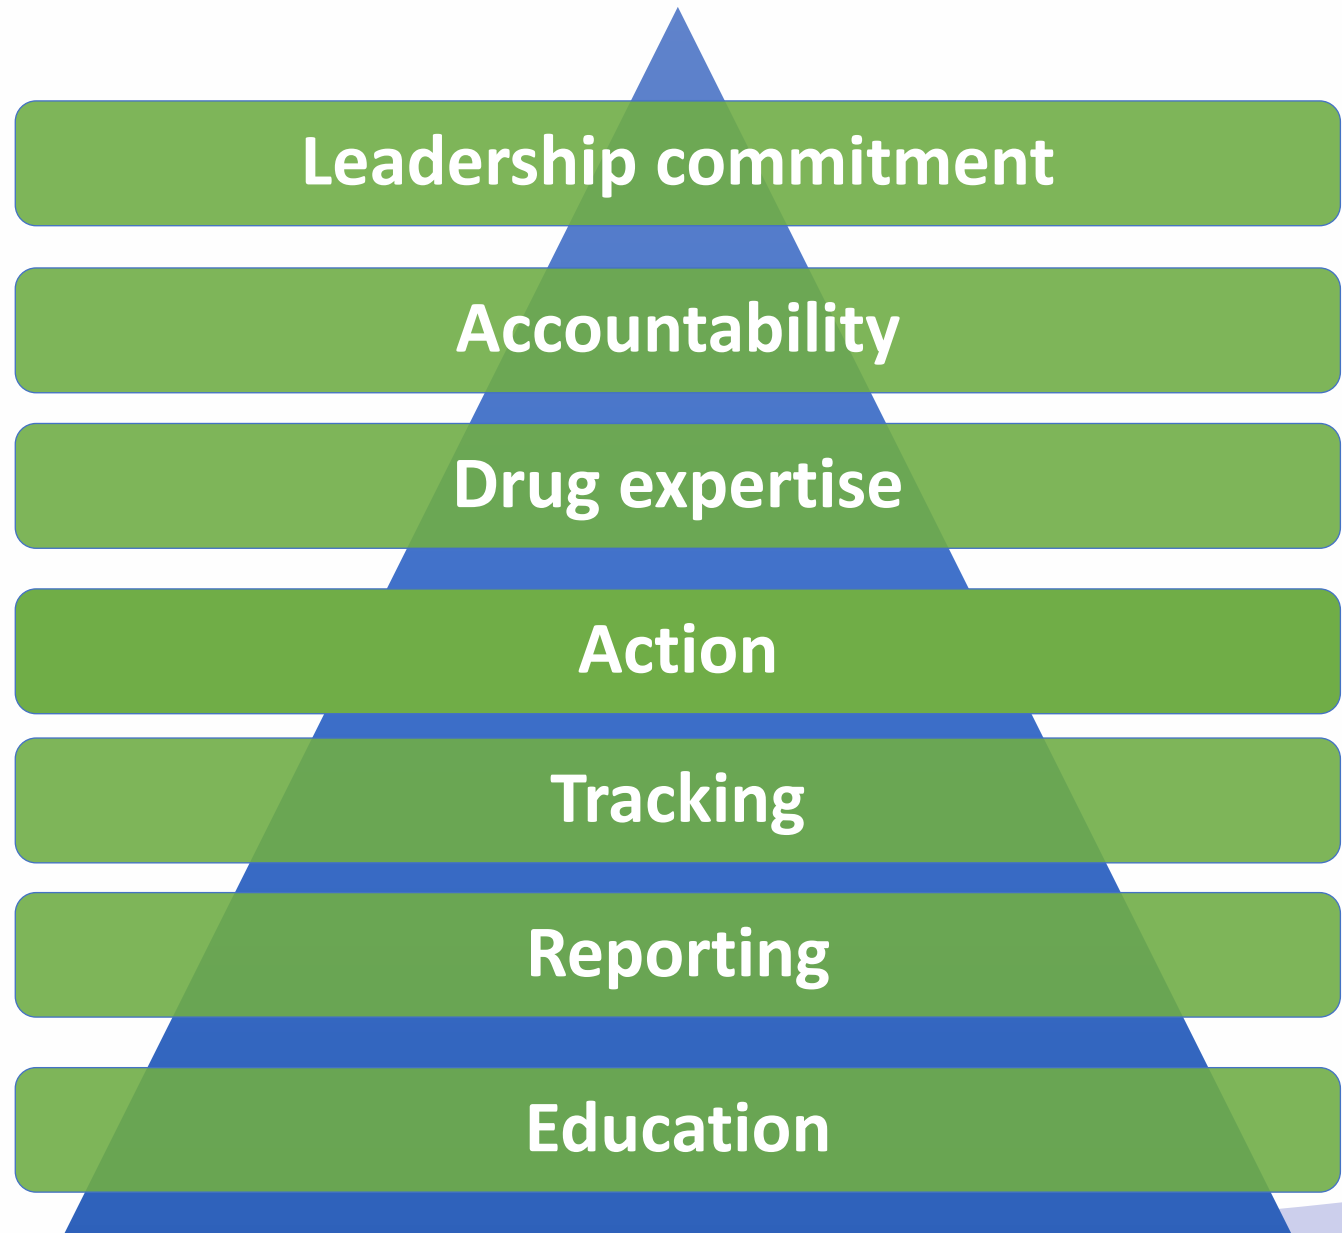 Leadership commitment
Accountability
Drug expertise
Action
Tracking
Reporting
Education